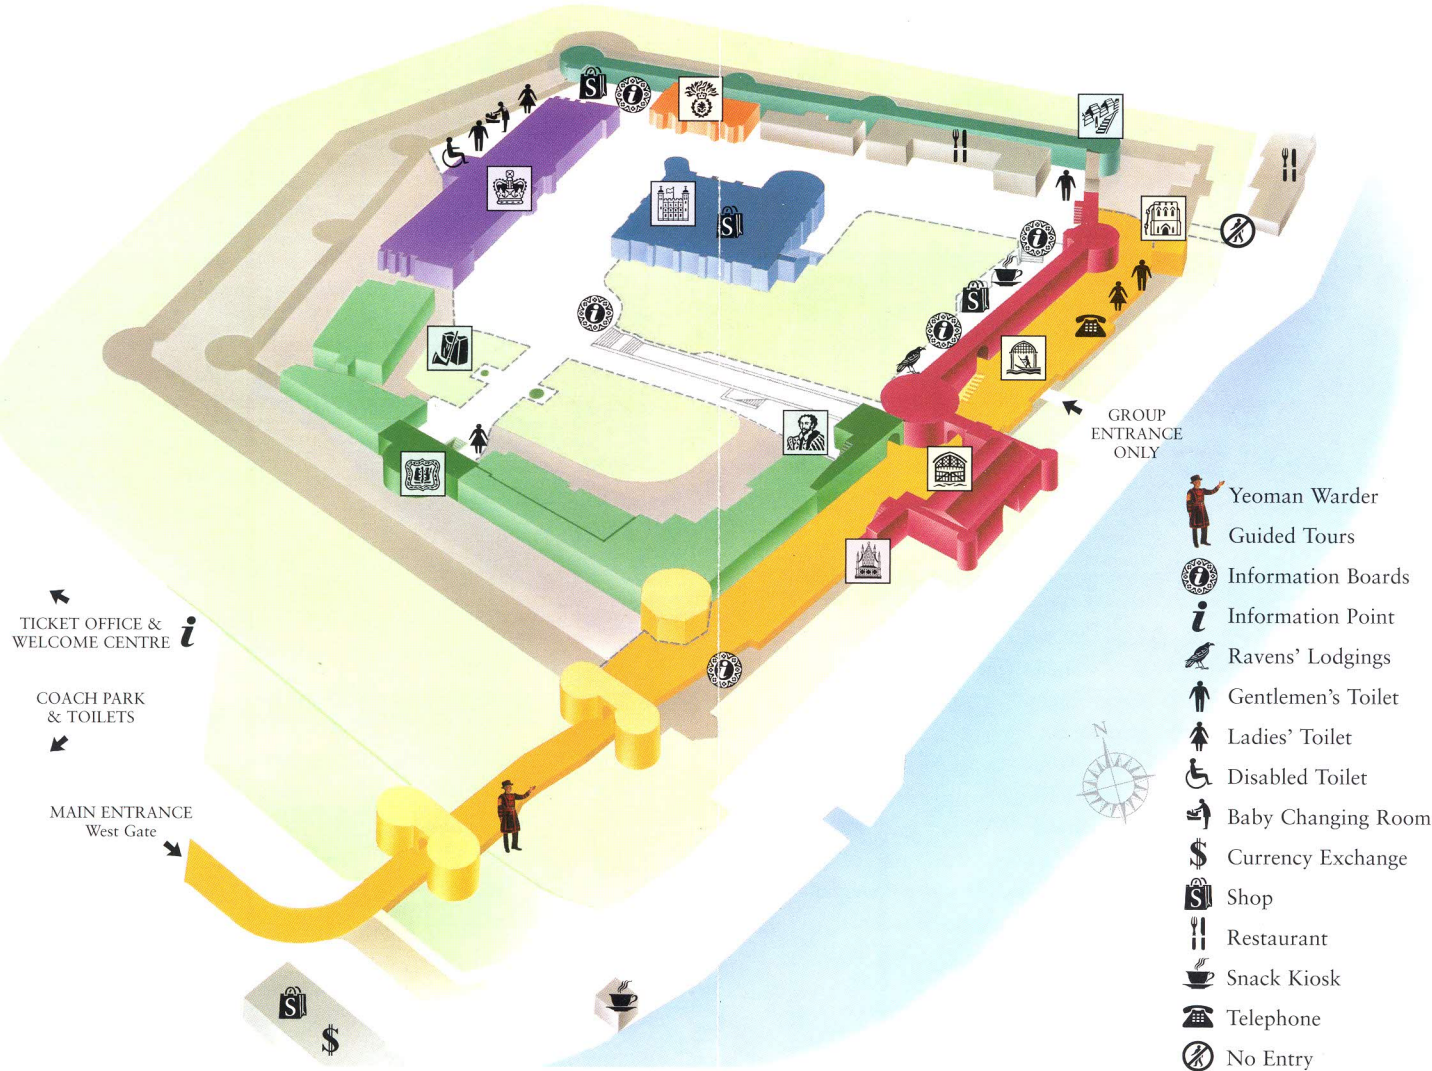 GROUP
ENTRANCE
ONLY
TICKET OFFICE &
WELCOME CENTRE i
COACH PARK
& TOILETS
MAIN ENTRANCE
West Gate
N
Yeoman Warder
Guided Tours
i Information Boards
i Information Point
Ravens' Lodgings
Gentlemen's Toilet
Ladies' Toilet
Disabled Toilet
Baby Changing Room
$ Currency Exchange
S Shop
Restaurant
Snack Kiosk
Telephone
No Entry
S
i
S
i
S
i
i
i
S
$